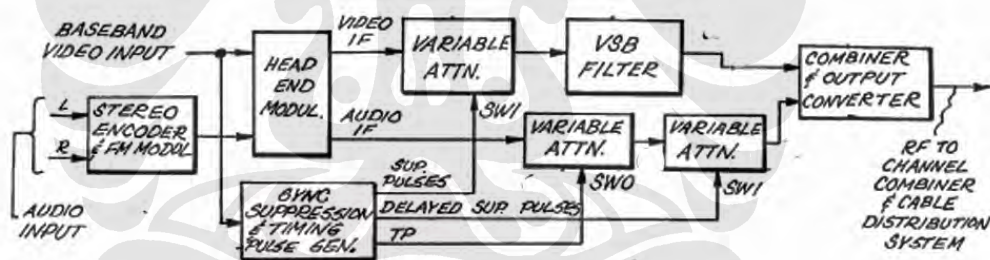 BASEBAND
VIDEO INPUT
L
R
AUDIO
INPUT
STEREO
ENCODER
& FM MODUL
HEAD
END
MODUL.
VIDEO
IF
AUDIO
IF
VARIABLE
ATTN.
SW1
VSB
FILTER
VARIABLE
ATTN.
SW0
VARIABLE
ATTN.
SW1
COMBINER
& OUTPUT
CONVERTER
SYNC
SUPPRESSION
& TIMING
PULSE GEN.
SUP.
PULSES
DELAYED SUP. PULSES
TP
RF TO
CHANNEL
COMBINER
& CABLE
DISTRIBUTION
SYSTEM